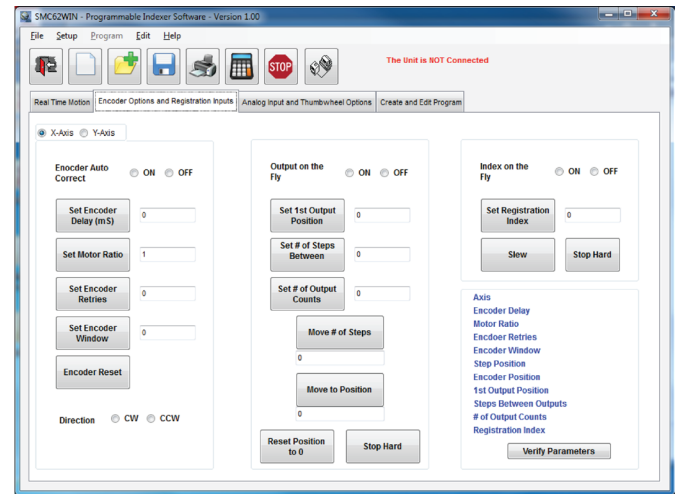 SMC62WIN - Programmable Indexer Software - Version 1.00
File Setup Program Edit Help
STOP
The Unit is NOT Connected
Real Time Motion Encoder Options and Registration Inputs Analog Input and Thumbwheel Options Create and Edit Program
X-Axis Y-Axis
Enocder Auto
Correct
ON OFF
Set Encoder
Delay (mS)
0
Set Motor Ratio
1
Set Encoder
Retries
0
Set Encoder
Window
0
Encoder Reset
Direction CW CCW
Output on the
Fly
ON OFF
Set 1st Output
Position
0
Set # of Steps
Between
0
Set # of Output
Counts
0
Move # of Steps
0
Move to Position
0
Reset Position
to 0
Stop Hard
Index on the
Fly
ON OFF
Set Registration
Index
0
Slew Stop Hard
Axis
Encoder Delay
Motor Ratio
Encdoer Retries
Encoder Window
Step Position
Encoder Position
1st Output Position
Steps Between Outputs
# of Output Counts
Registration Index
Verify Parameters